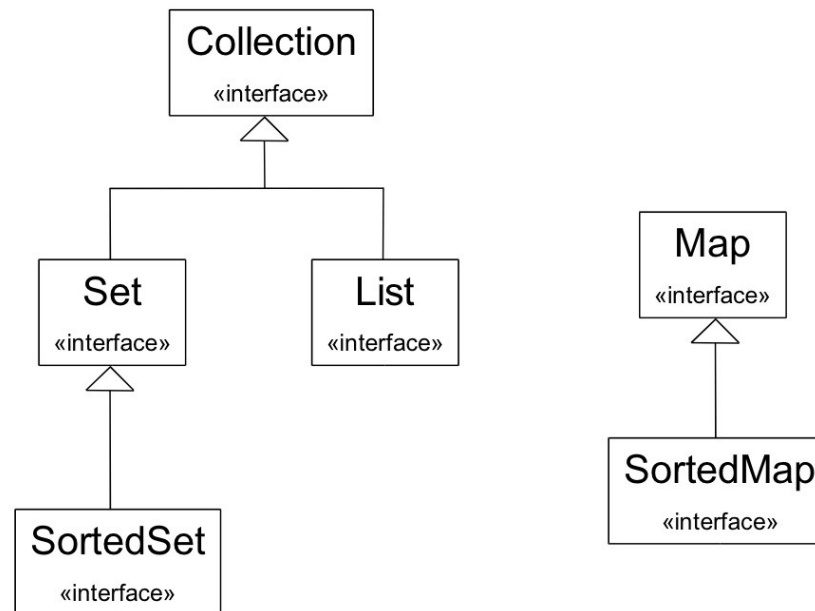 Collection
«interface»
Set
«interface»
List
«interface»
Map
«interface»
SortedSet
«interface»
SortedMap
«interface»